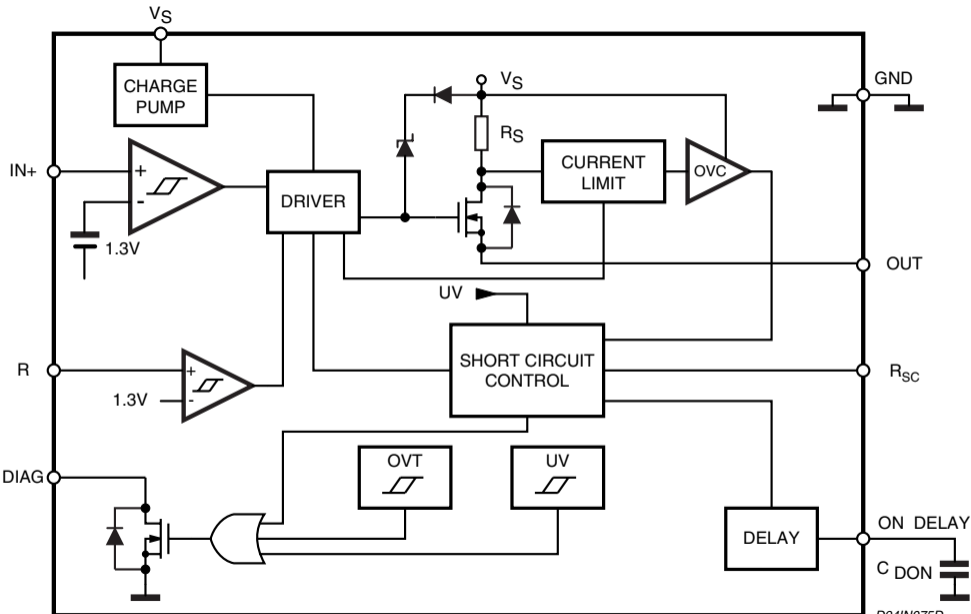 VS
CHARGE
PUMP
VS
GND
RS
IN+
+
-
1.3V
DRIVER
CURRENT
LIMIT
OVC
OUT
UV
SHORT CIRCUIT
CONTROL
RSC
R
+
1.3V
-
DIAG
OVT
UV
DELAY
ON DELAY
C DON